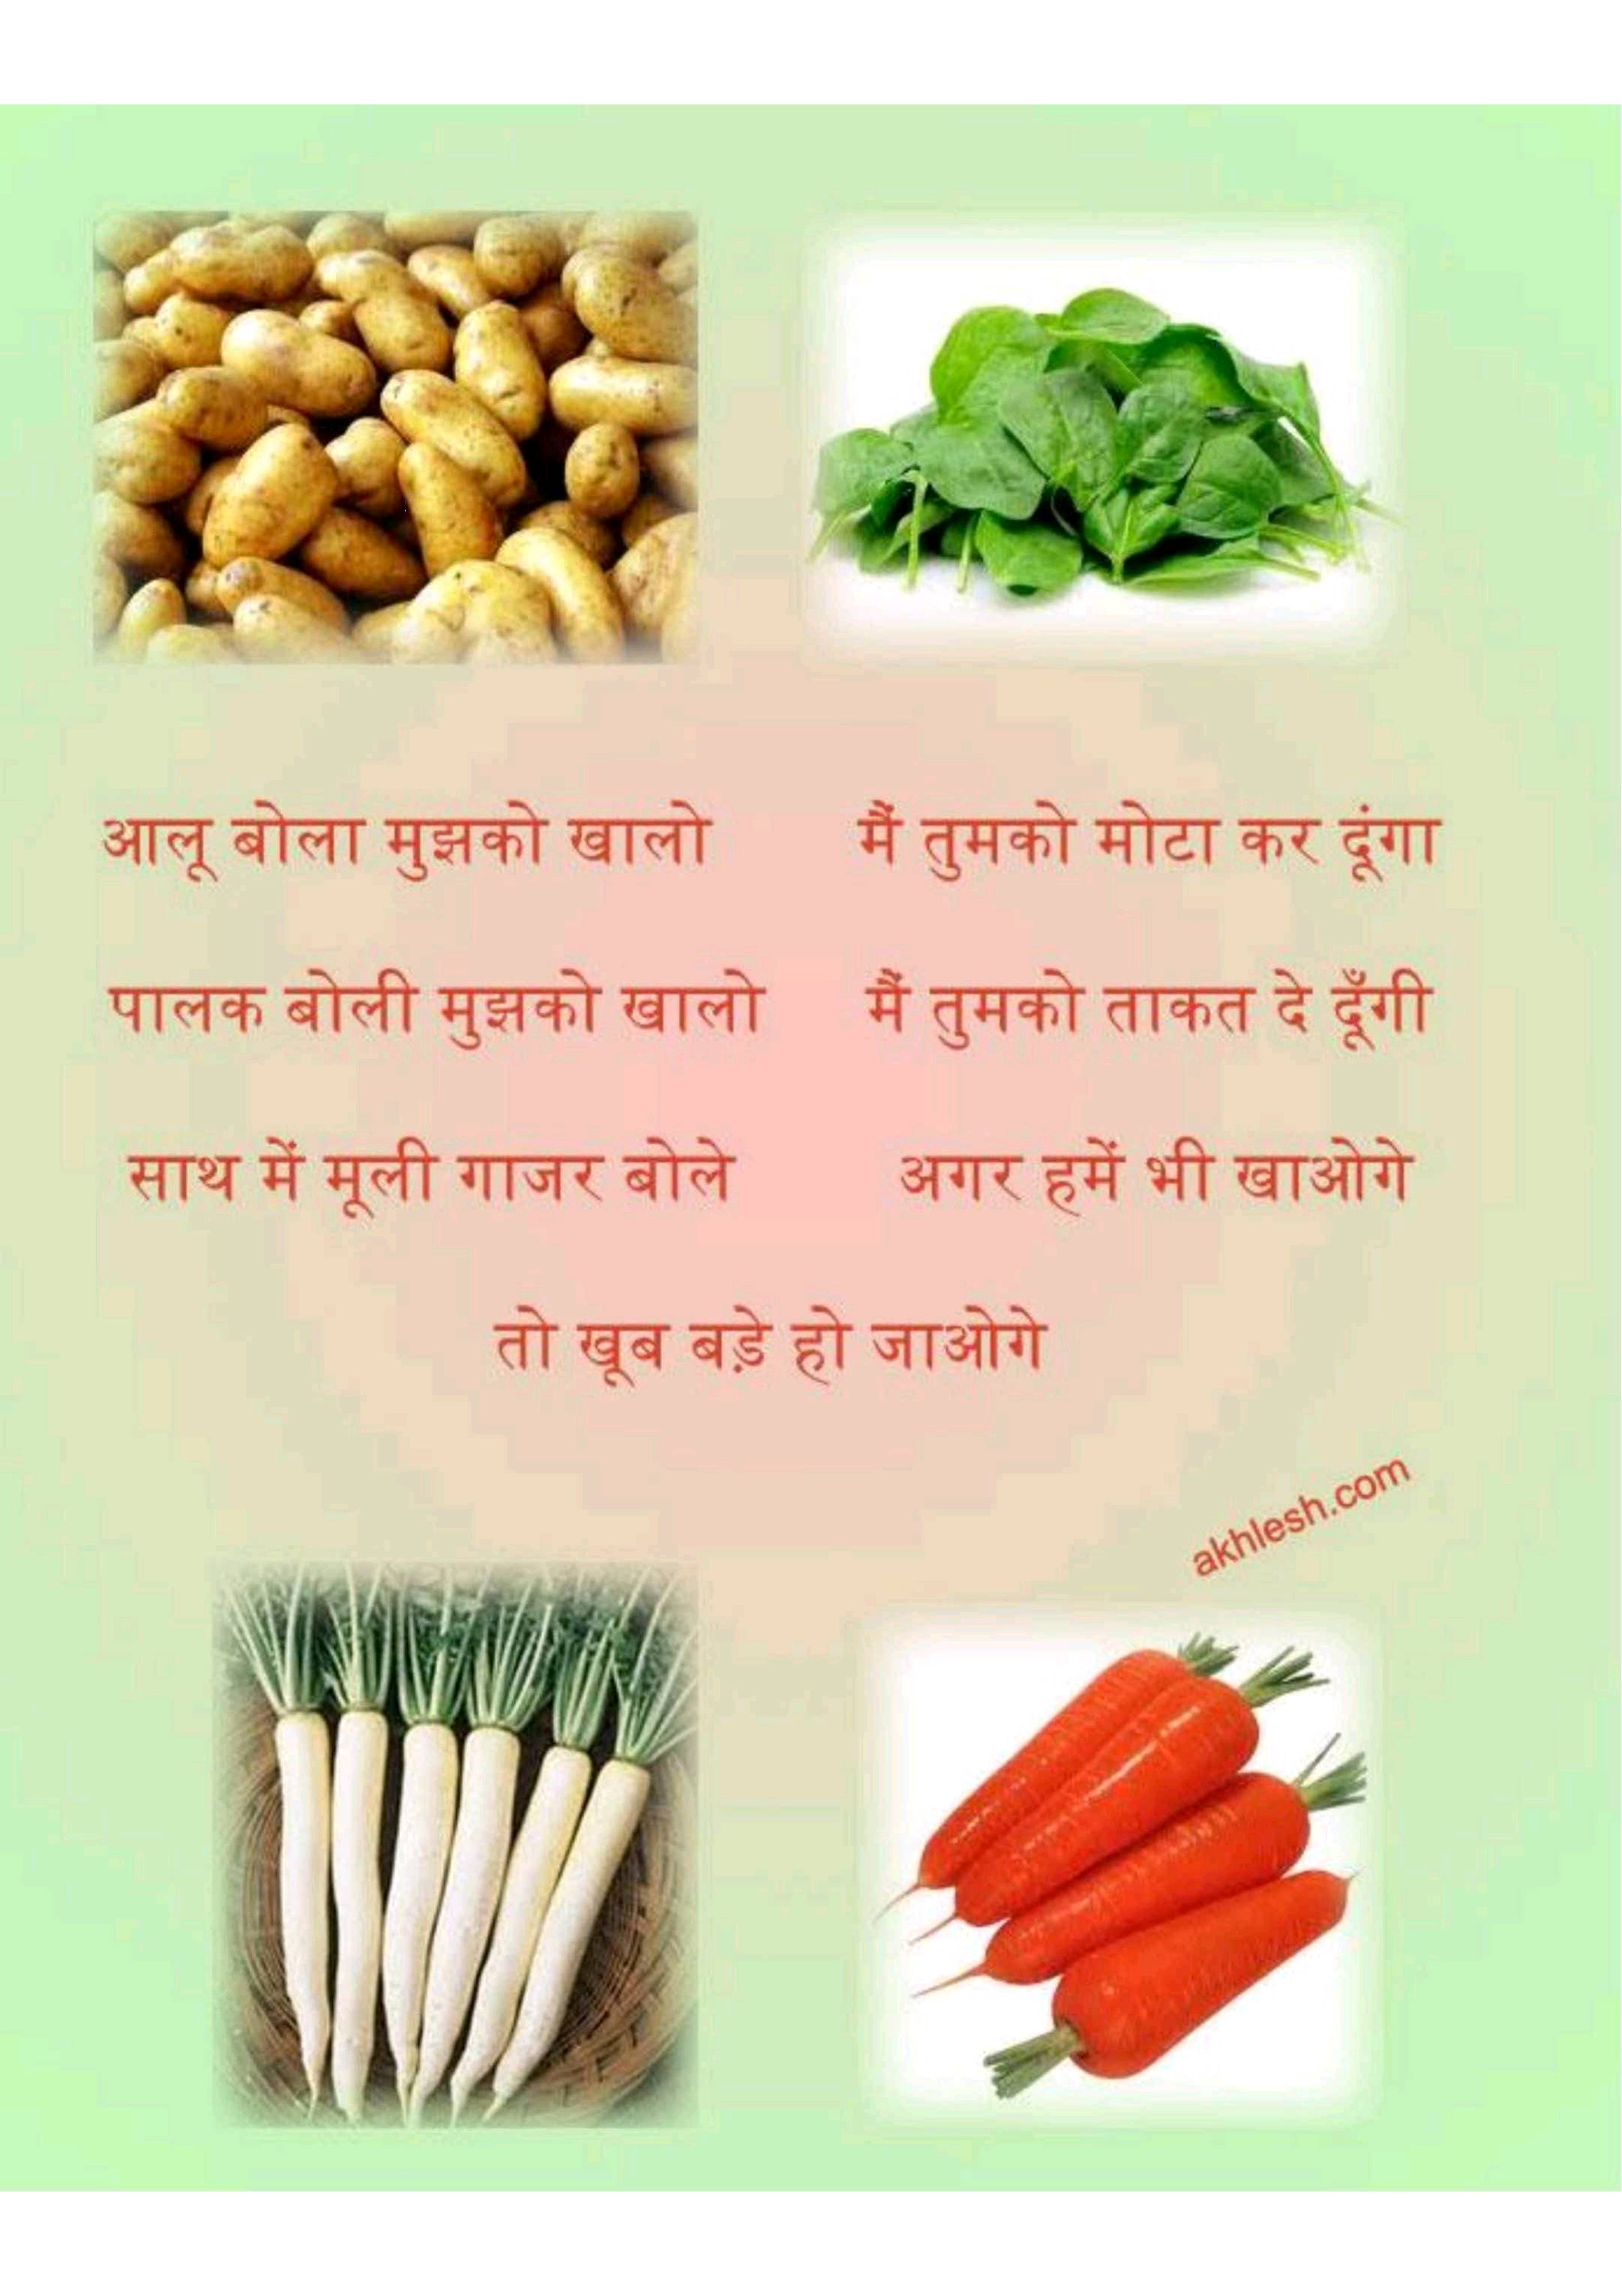 आलू बोला मुझको खालो मैं तुमको मोटा कर दूंगा
पालक बोली मुझको खालो मैं तुमको ताकत दे दूँगी
साथ में मूली गाजर बोले अगर हमें भी खाओगे
तो खूब बड़े हो जाओगे
akhlesh.com